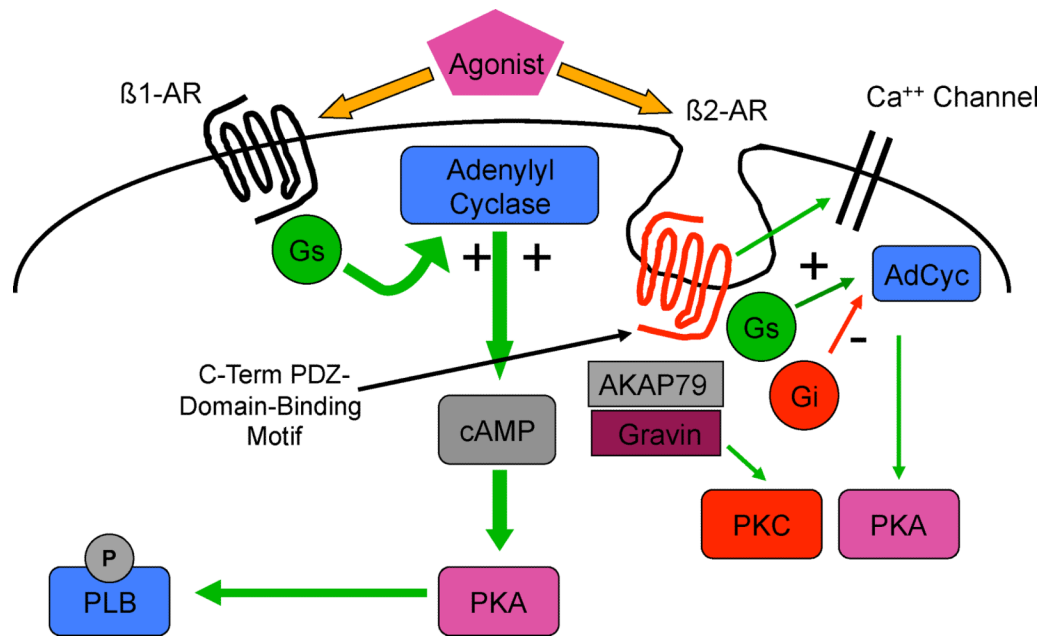 Agonist
ß1-AR
ß2-AR
Ca++ Channel
Adenylyl
Cyclase
Gs
+ +
+
AdCyc
Gs
-
Gi
C-Term PDZ-
Domain-Binding
Motif
AKAP79
Gravin
cAMP
PKC
PKA
P
PLB
PKA